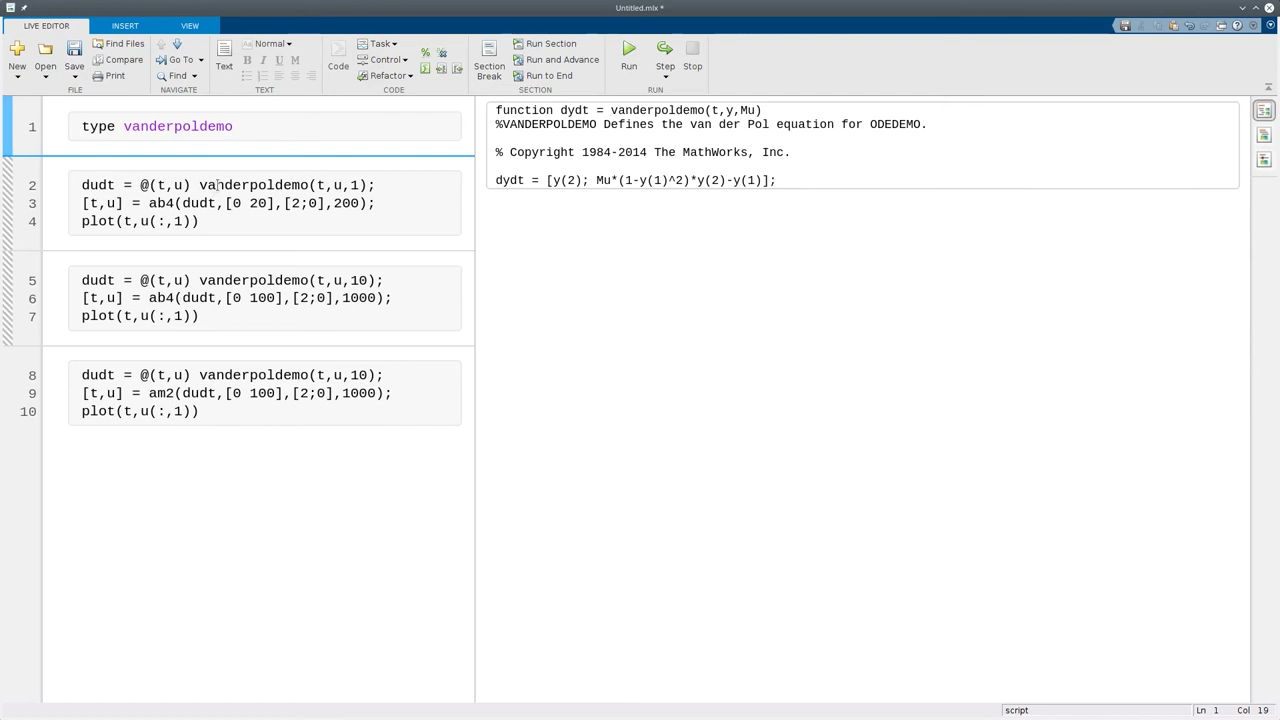 Untitled.mlx *
LIVE EDITOR INSERT VIEW
New Open Save Find Files Compare Print FILE
Go To Find NAVIGATE
Text Normal B I U M TEXT
Code Task Control Refactor CODE
Section Break Run Section Run and Advance Run to End SECTION
Run Step Stop RUN
1 type vanderpoldemo
2 dudt = @(t,u) vanderpoldemo(t,u,1);
3 [t,u] = ab4(dudt,[0 20],[2;0],200);
4 plot(t,u(:,1))
5 dudt = @(t,u) vanderpoldemo(t,u,10);
6 [t,u] = ab4(dudt,[0 100],[2;0],1000);
7 plot(t,u(:,1))
8 dudt = @(t,u) vanderpoldemo(t,u,10);
9 [t,u] = am2(dudt,[0 100],[2;0],1000);
10 plot(t,u(:,1))
function dydt = vanderpoldemo(t,y,Mu)
%VANDERPOLDEMO Defines the van der Pol equation for ODEDEMO.
% Copyright 1984-2014 The MathWorks, Inc.
dydt = [y(2); Mu*(1-y(1)^2)*y(2)-y(1)];
script Ln 1 Col 19